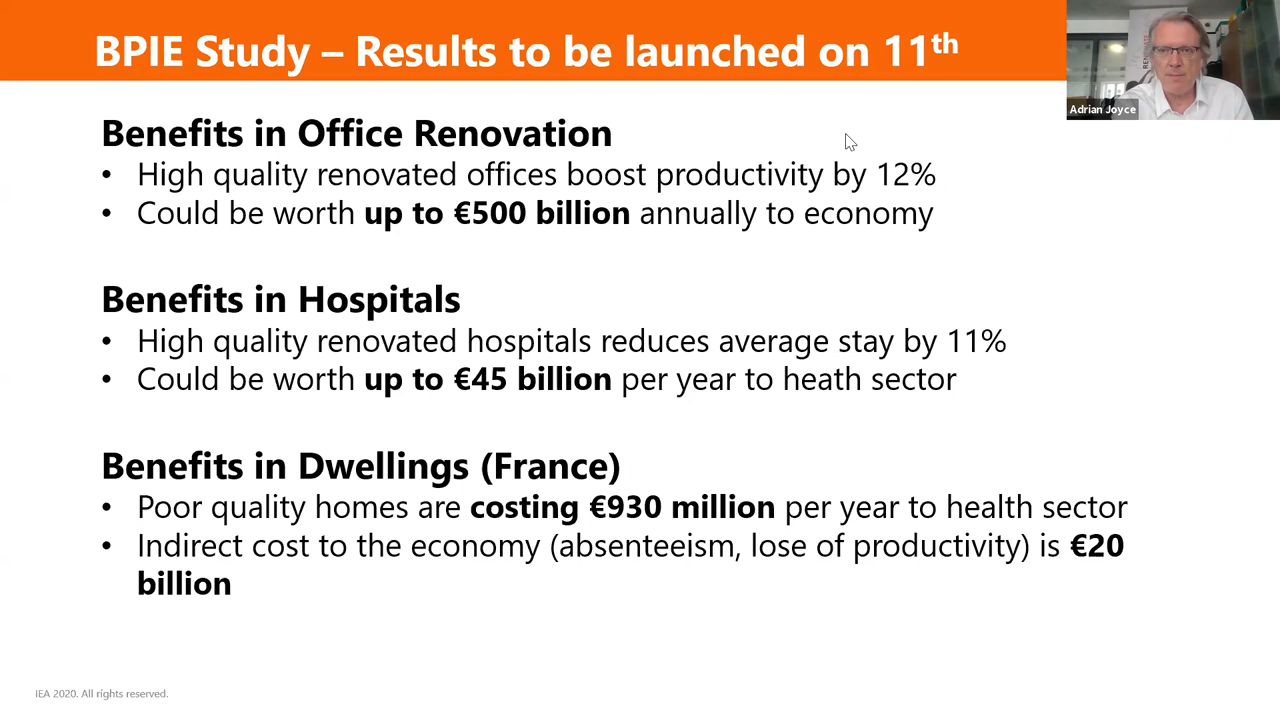 BPIE Study – Results to be launched on 11th
Adrian Joyce
Benefits in Office Renovation
• High quality renovated offices boost productivity by 12%
• Could be worth up to €500 billion annually to economy
Benefits in Hospitals
• High quality renovated hospitals reduces average stay by 11%
• Could be worth up to €45 billion per year to heath sector
Benefits in Dwellings (France)
• Poor quality homes are costing €930 million per year to health sector
• Indirect cost to the economy (absenteeism, lose of productivity) is €20
billion
IEA 2020. All rights reserved.